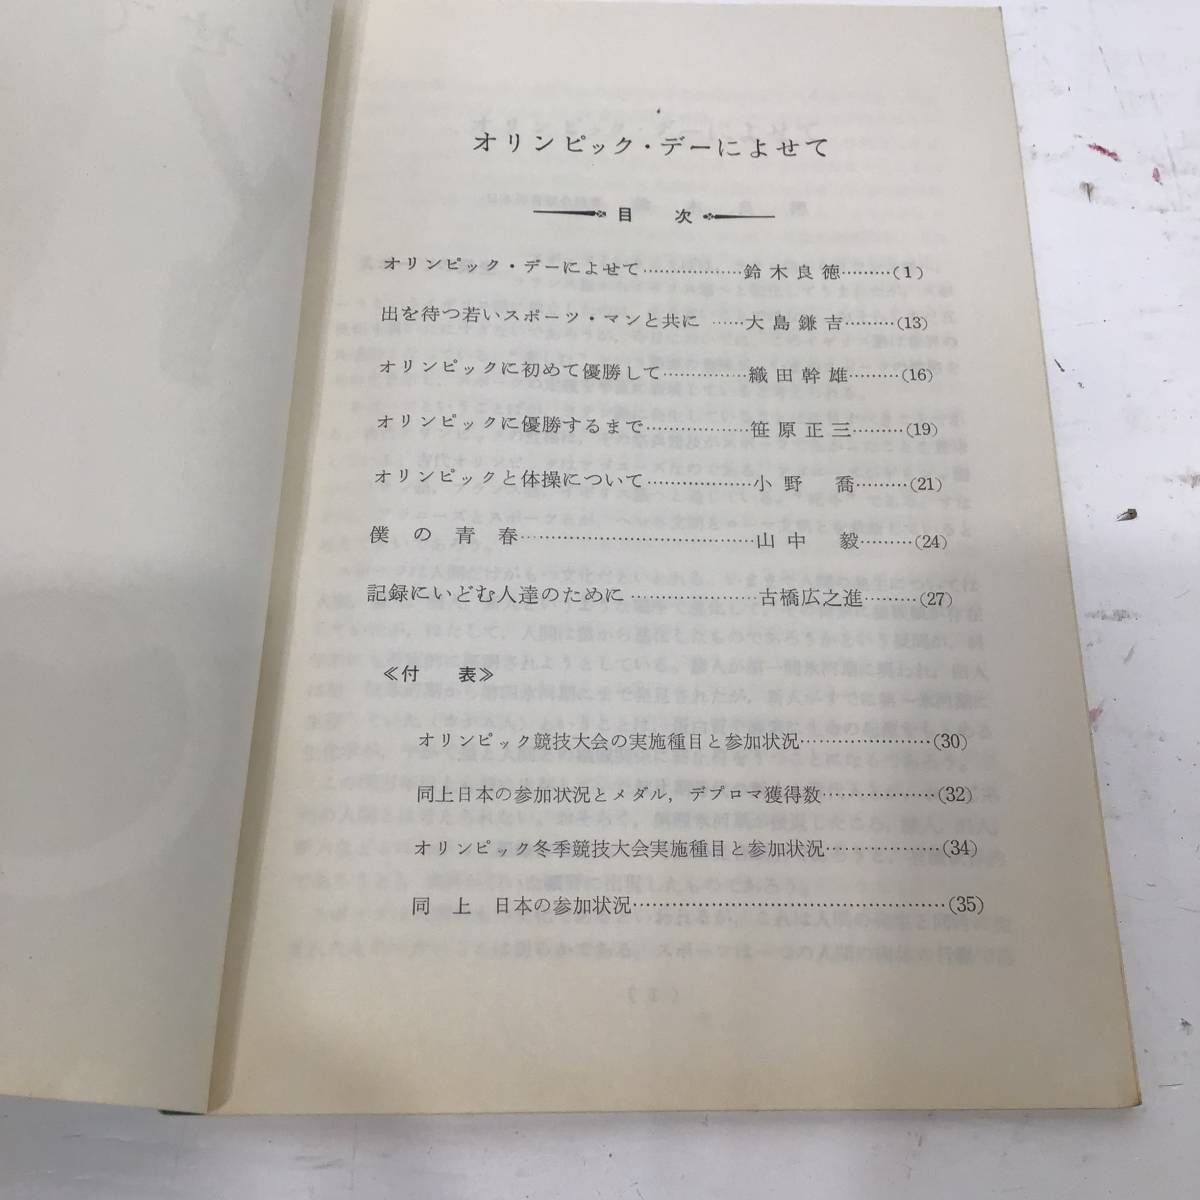 オリンピック・デーによせて
目 次
オリンピック・デーによせて………………鈴木良徳………(1)
出を待つ若いスポーツ・マンと共に ……大島鎌吉………(13)
オリンピックに初めて優勝して……………織田幹雄………(16)
オリンピックに優勝するまで………………笹原正三………(19)
オリンピックと体操について………………小野 喬………(21)
僕の青春…………………………………山中 毅………(24)
記録にいどむ人達のために …………………古橋広之進………(27)
≪付 表≫
オリンピック競技大会の実施種目と参加状況…………………(30)
同上日本の参加状況とメダル，デプロマ獲得数………………(32)
オリンピック冬季競技大会実施種目と参加状況………………(34)
同 上 日本の参加状況…………………………………………(35)